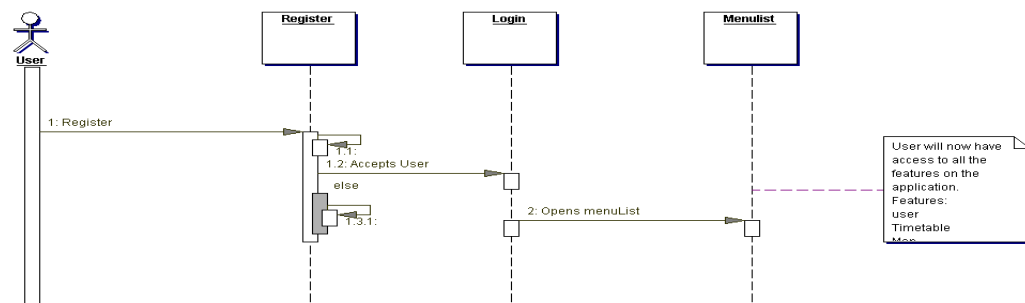 Register
Login
Menulist
User
1: Register
1.1:
1.2: Accepts User
else
1.3.1:
2: Opens menuList
User will now have
access to all the
features on the
application.
Features:
user
Timetable